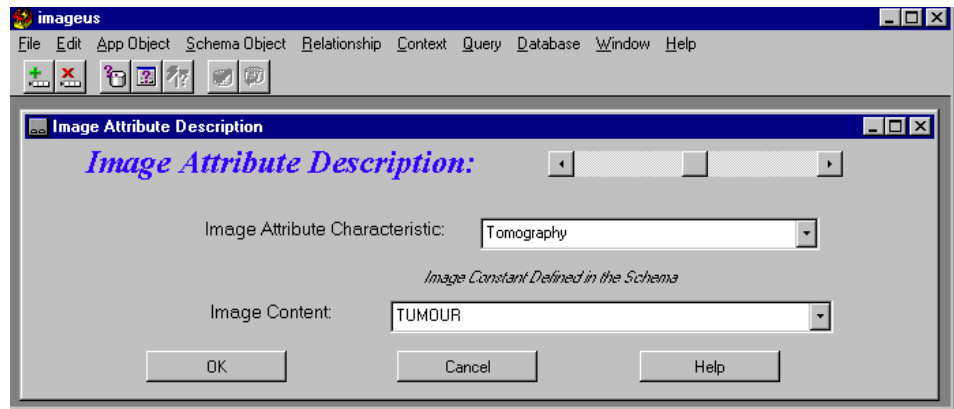 imageus
File Edit App Object Schema Object Relationship Context Query Database Window Help
Image Attribute Description
Image Attribute Description:
Image Attribute Characteristic: Tomography
Image Constant Defined in the Schema
Image Content: TUMOUR
OK Cancel Help